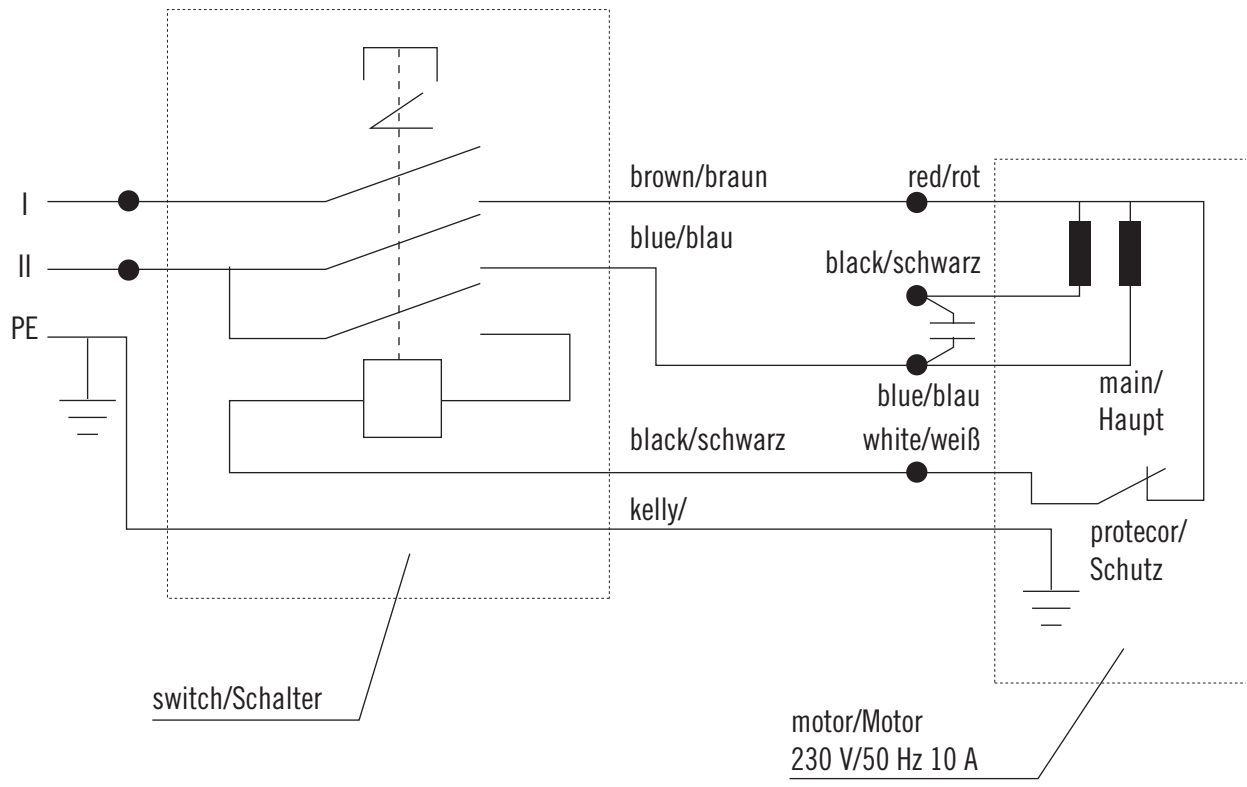 I
brown/braun
red/rot
blue/blau
II
black/schwarz
PE
blue/blau
main/
Haupt
black/schwarz
white/weiß
kelly/
protecor/
Schutz
switch/Schalter
motor/Motor
230 V/50 Hz 10 A